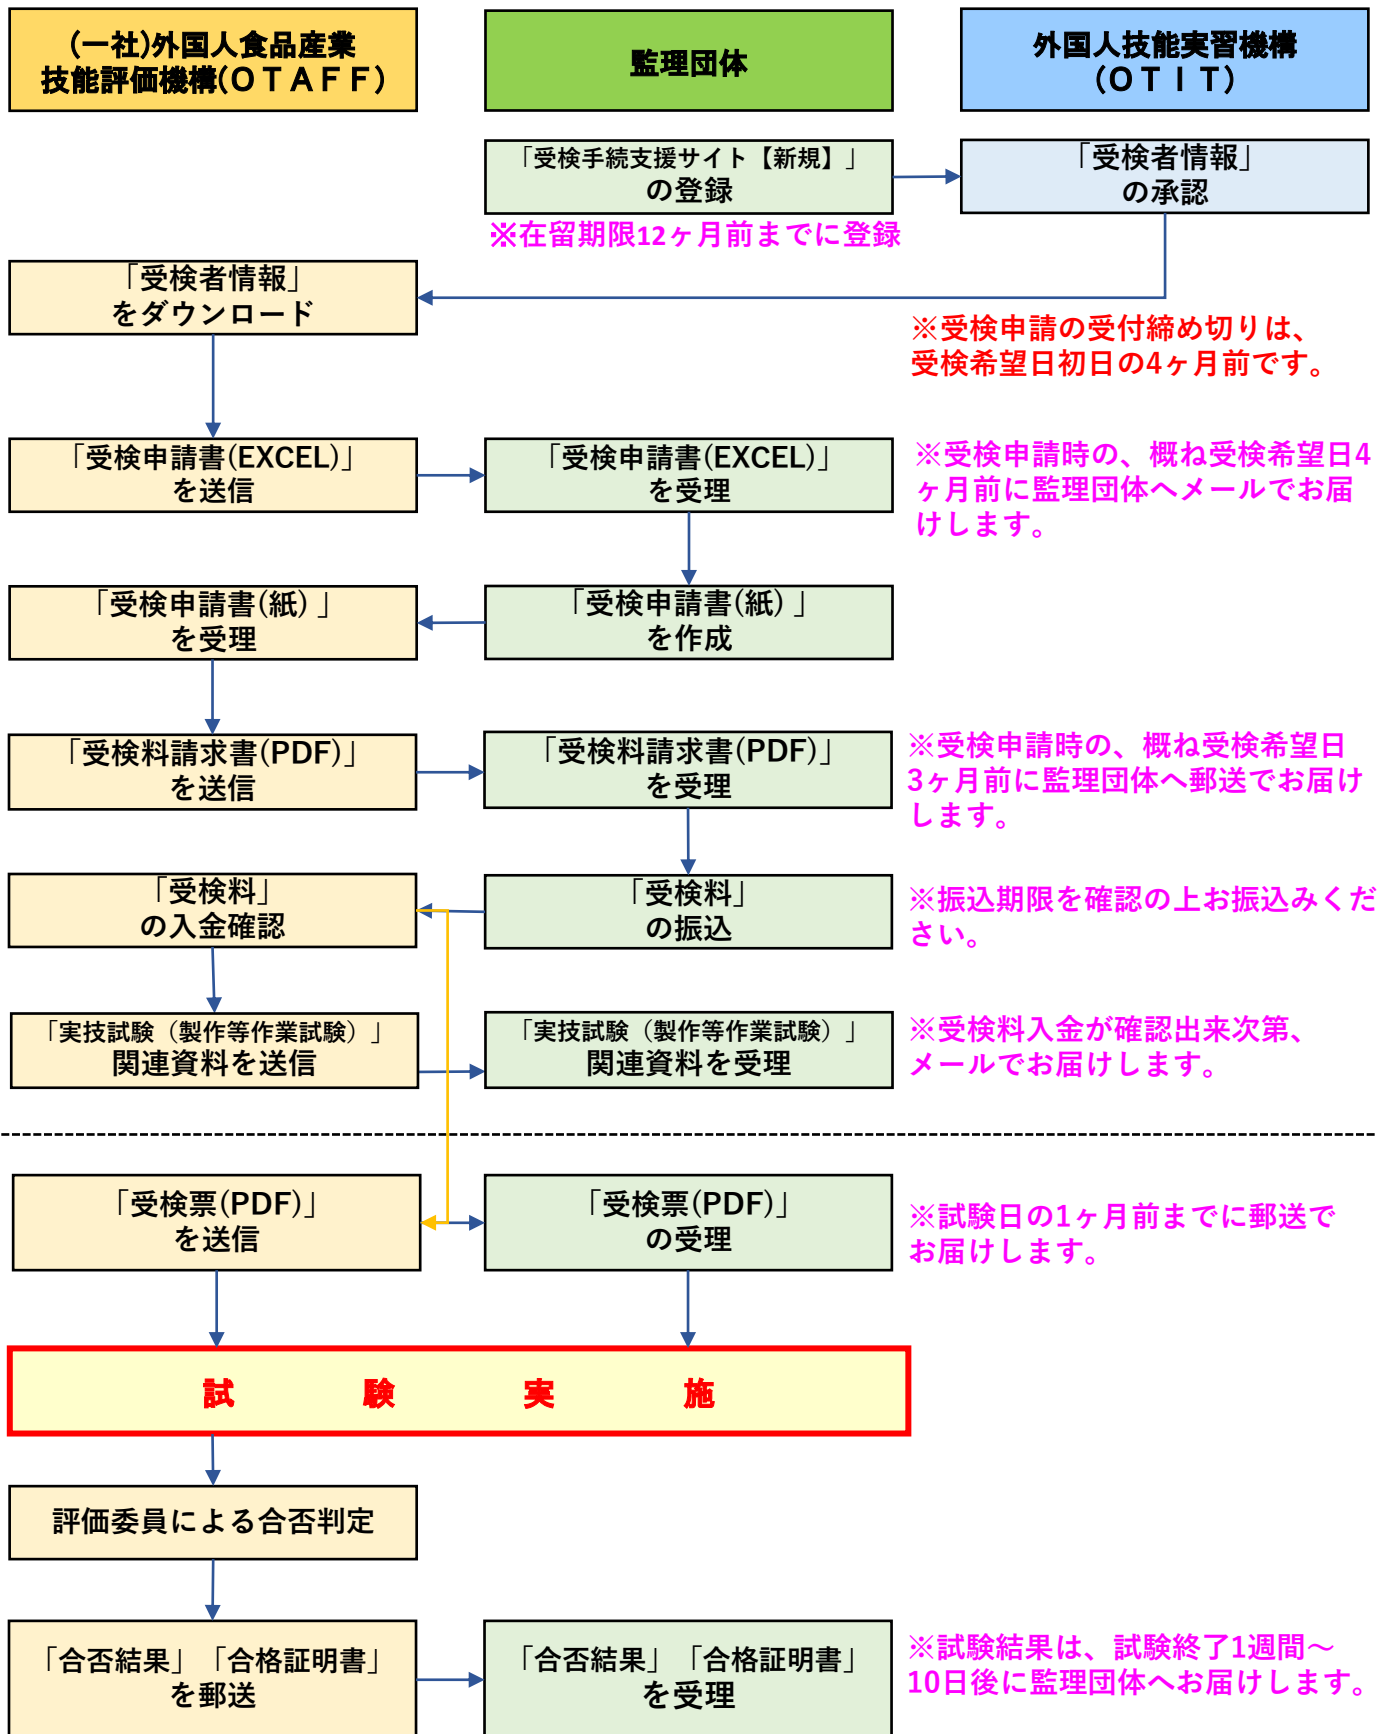 (一社)外国人食品産業
技能評価機構(ＯＴＡＦＦ)
監理団体
外国人技能実習機構
(ＯＴＩＴ)
「受検手続支援サイト【新規】」
の登録
「受検者情報」
の承認
※在留期限12ヶ月前までに登録
「受検者情報」
をダウンロード
※受検申請の受付締め切りは、
受検希望日初日の4ヶ月前です。
「受検申請書(EXCEL)」
を送信
「受検申請書(EXCEL)」
を受理
※受検申請時の、概ね受検希望日4
ヶ月前に監理団体へメールでお届
けします。
「受検申請書(紙) 」
を受理
「受検申請書(紙) 」
を作成
「受検料請求書(PDF)」
を送信
「受検料請求書(PDF)」
を受理
※受検申請時の、概ね受検希望日
3ヶ月前に監理団体へ郵送でお届け
します。
「受検料」
の入金確認
「受検料」
の振込
※振込期限を確認の上お振込みくだ
さい。
「実技試験（製作等作業試験）」
関連資料を送信
「実技試験（製作等作業試験）」
関連資料を受理
※受検料入金が確認出来次第、
メールでお届けします。
「受検票(PDF)」
を送信
「受検票(PDF)」
の受理
※試験日の1ヶ月前までに郵送で
お届けします。
試　験　実　施
評価委員による合否判定
「合否結果」「合格証明書」
を郵送
「合否結果」「合格証明書」
を受理
※試験結果は、試験終了1週間～
10日後に監理団体へお届けします。